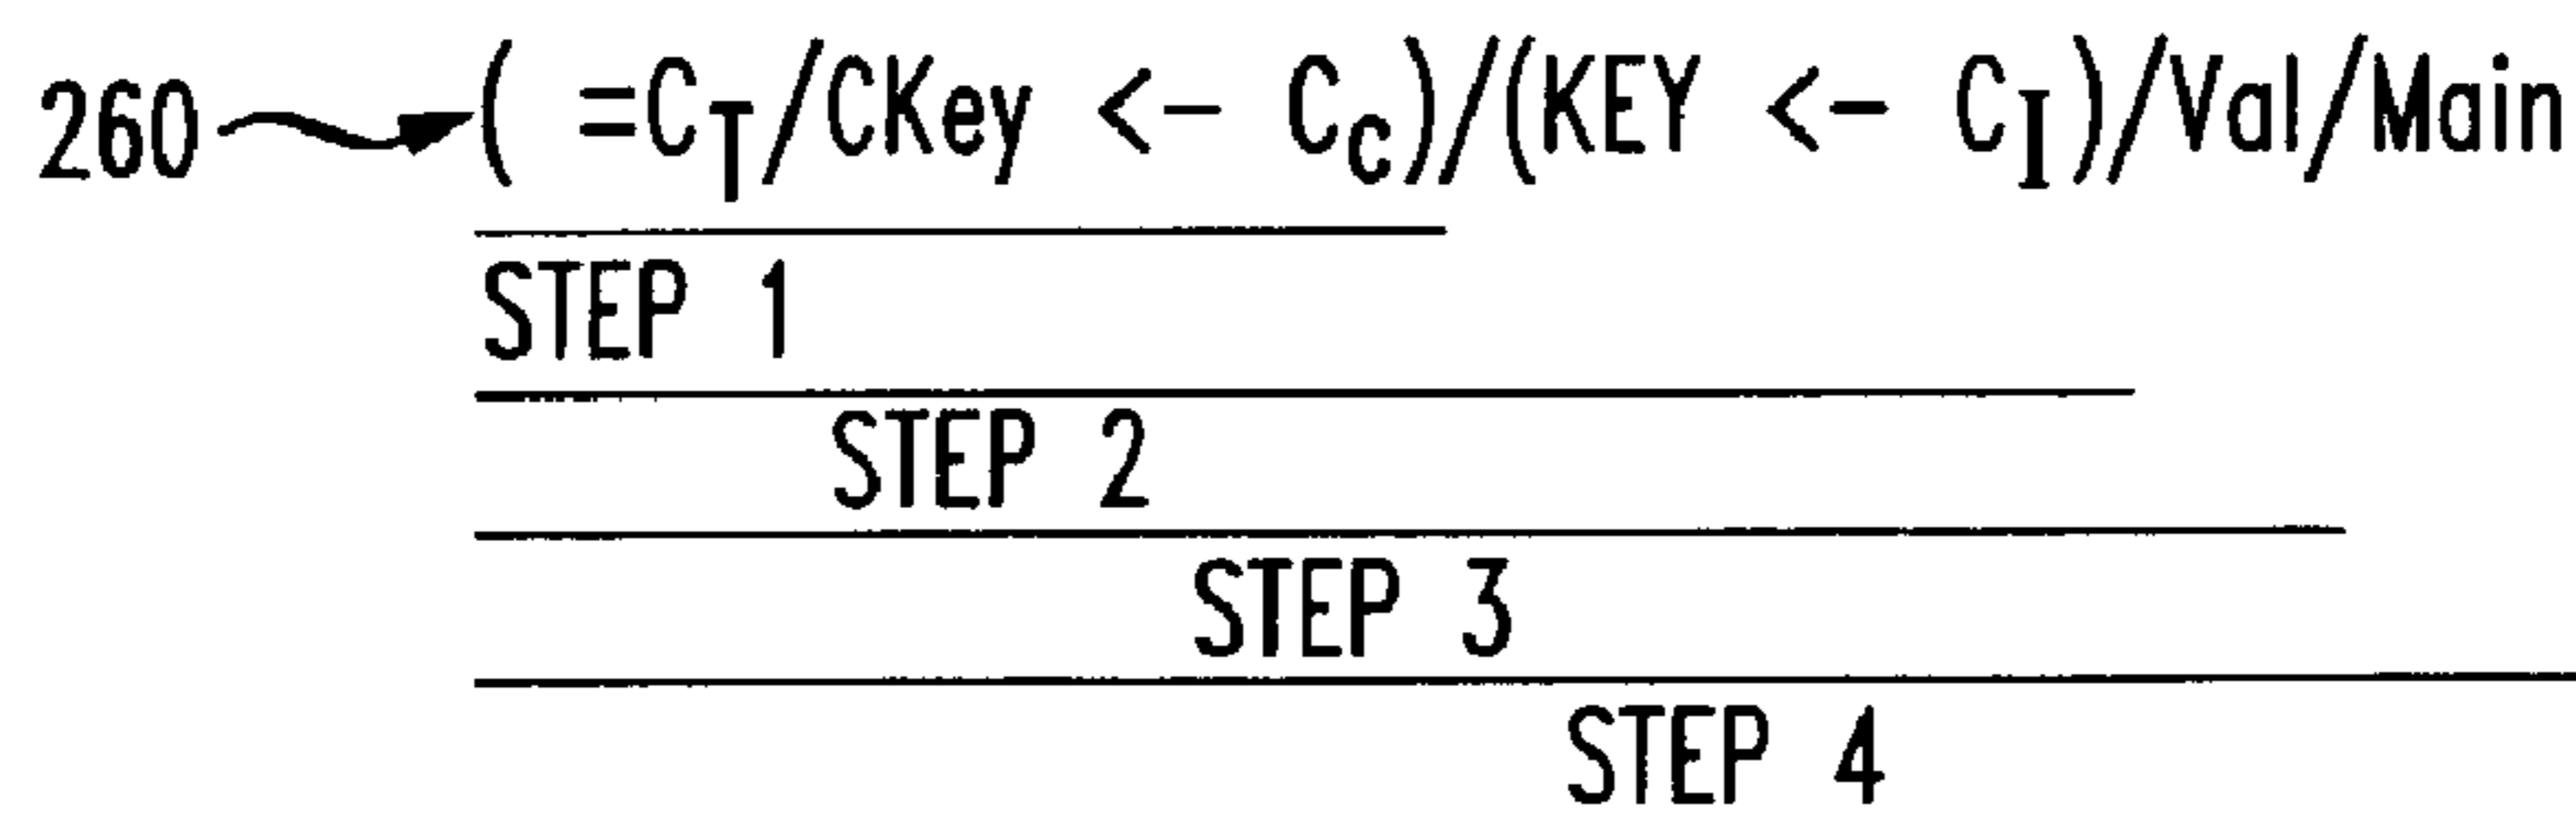 260 ( =C_T/CKey <- C_C)/(KEY <- C_I)/Val/Main
STEP 1
STEP 2
STEP 3
STEP 4